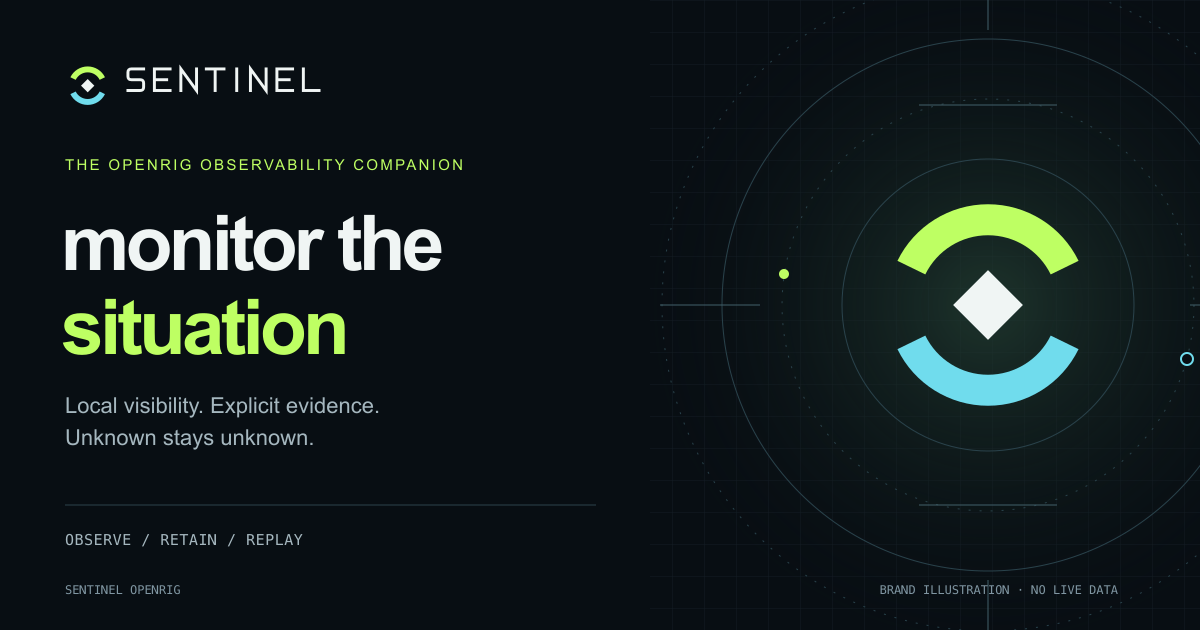 SENTINEL
THE OPENRIG OBSERVABILITY COMPANION
monitor the
situation
Local visibility. Explicit evidence.
Unknown stays unknown.
OBSERVE / RETAIN / REPLAY
SENTINEL OPENRIG
BRAND ILLUSTRATION · NO LIVE DATA